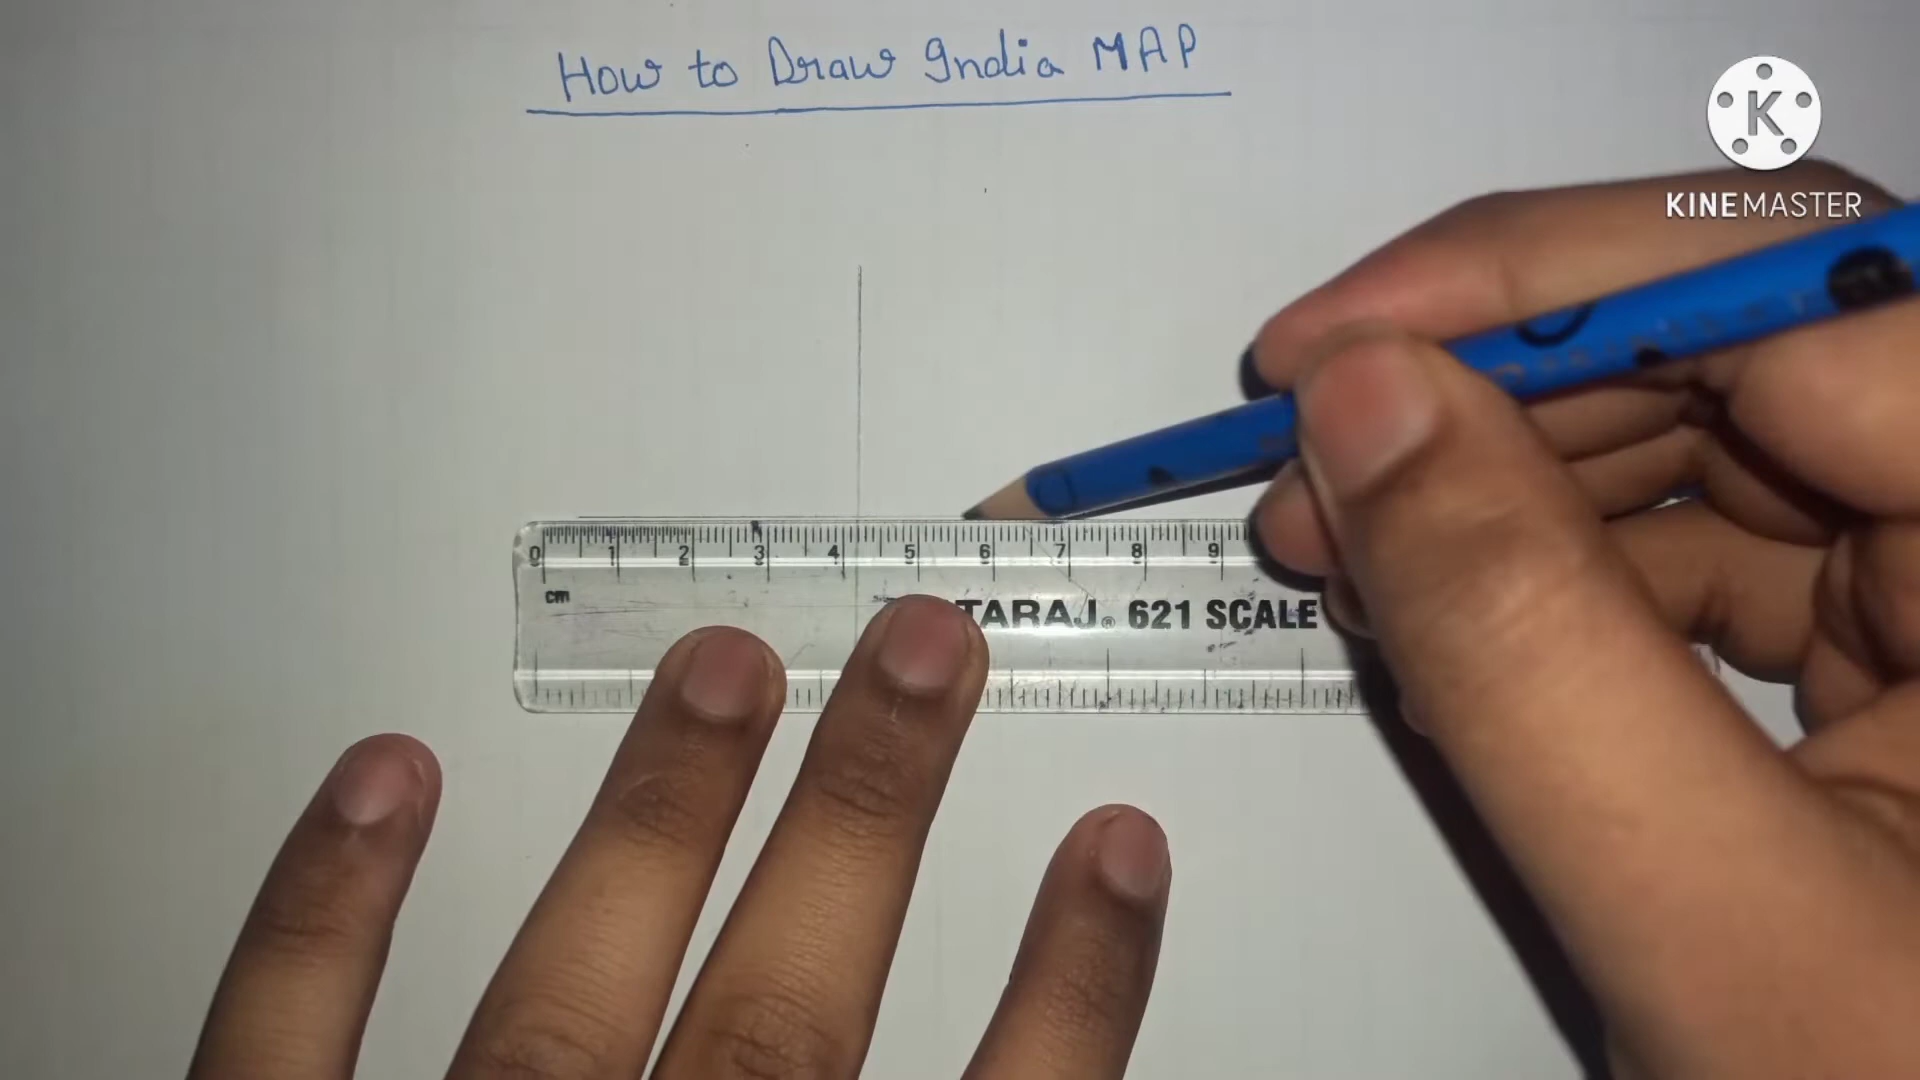 How to Draw India MAP
K
KINEMASTER
0 1 2 3 4 5 6 7 8 9
cm
TARAJ® 621 SCALE